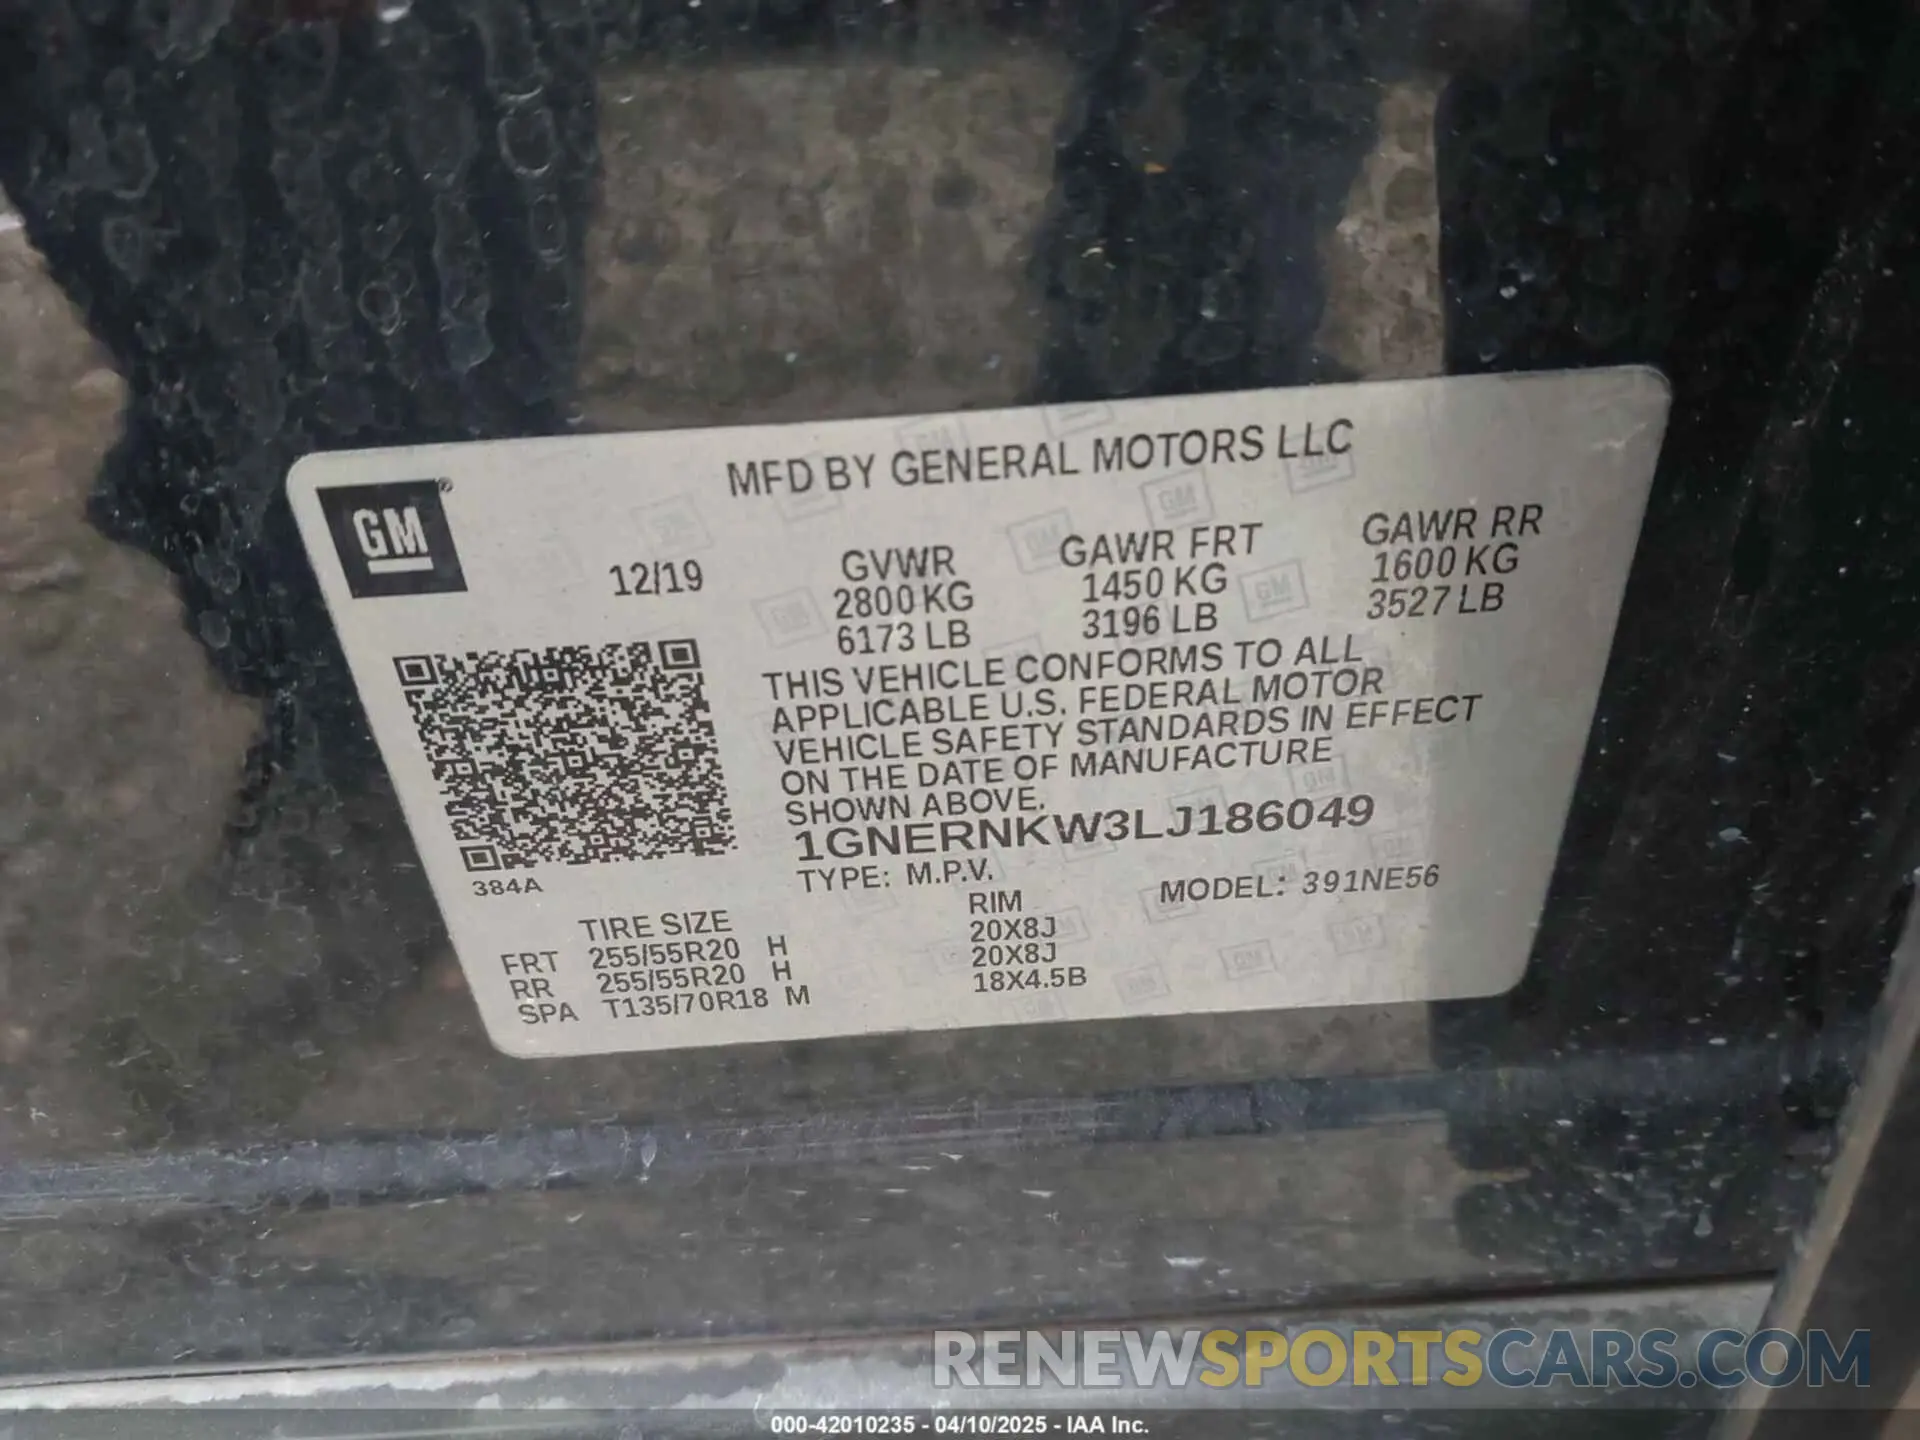 MFD BY GENERAL MOTORS LLC
GM®
12/19 GVWR GAWR FRT GAWR RR
2800 KG 1450 KG 1600 KG
6173 LB 3196 LB 3527 LB
THIS VEHICLE CONFORMS TO ALL
APPLICABLE U.S. FEDERAL MOTOR
VEHICLE SAFETY STANDARDS IN EFFECT
ON THE DATE OF MANUFACTURE
SHOWN ABOVE.
1GNERNKW3LJ186049
384A
TYPE: M.P.V. MODEL: 391NE56
TIRE SIZE RIM
FRT 255/55R20 H 20X8J
RR 255/55R20 H 20X8J
SPA T135/70R18 M 18X4.5B
RENEWSPORTSCARS.COM
000-42010235 - 04/10/2025 - IAA Inc.